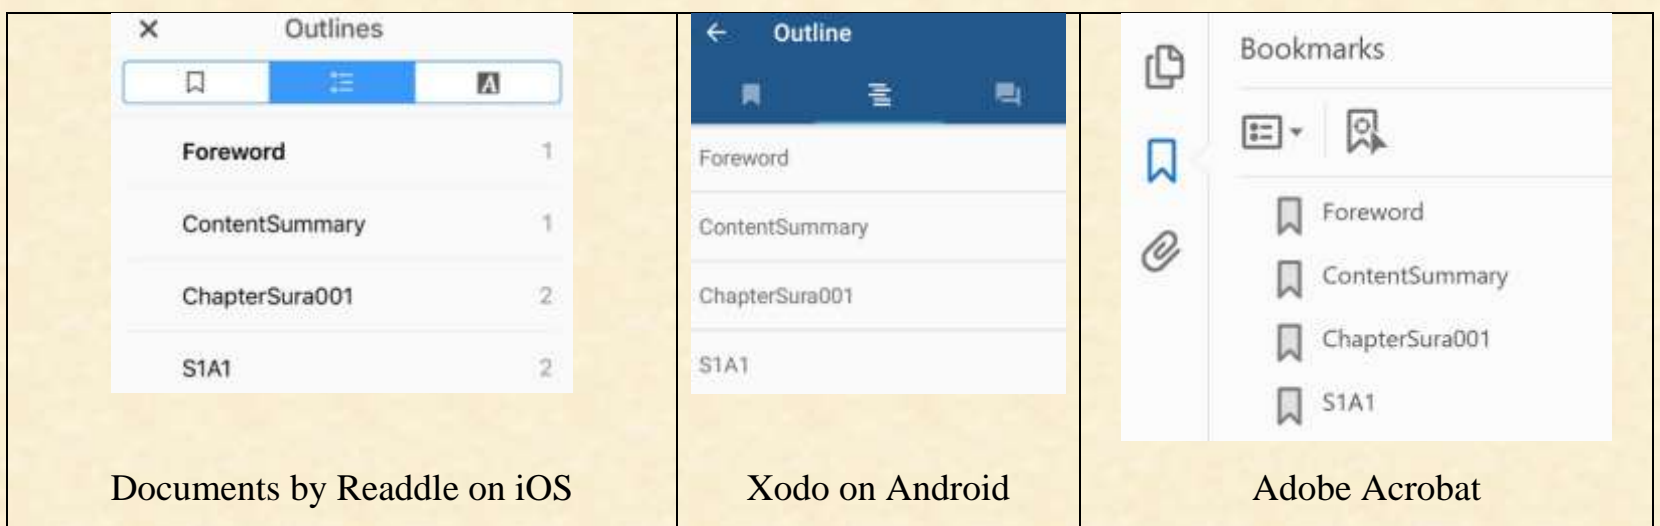 Outlines
A
Foreword 1
ContentSummary 1
ChapterSura001 2
S1A1 2
Documents by Readdle on iOS
Outline
Foreword
ContentSummary
ChapterSura001
S1A1
Xodo on Android
Bookmarks
Foreword
ContentSummary
ChapterSura001
S1A1
Adobe Acrobat